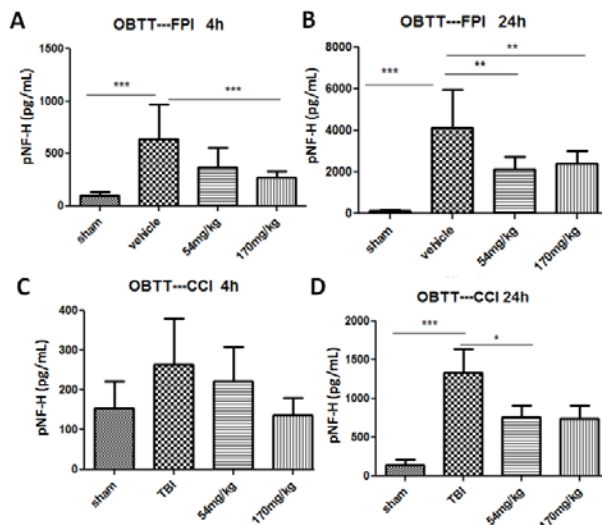 A
OBTT---FPI 4h
pNF-H (pg/mL)
1500
1000
500
0
***
***
sham
vehicle
54mg/kg
170mg/kg
B
OBTT---FPI 24h
pNF-H (pg/mL)
8000
6000
4000
2000
0
***
**
**
sham
vehicle
54mg/kg
170mg/kg
C
OBTT---CCI 4h
pNF-H (pg/mL)
400
300
200
100
0
sham
TBI
54mg/kg
170mg/kg
D
OBTT---CCI 24h
pNF-H (pg/mL)
2000
1500
1000
500
0
***
*
sham
TBI
54mg/kg
170mg/kg